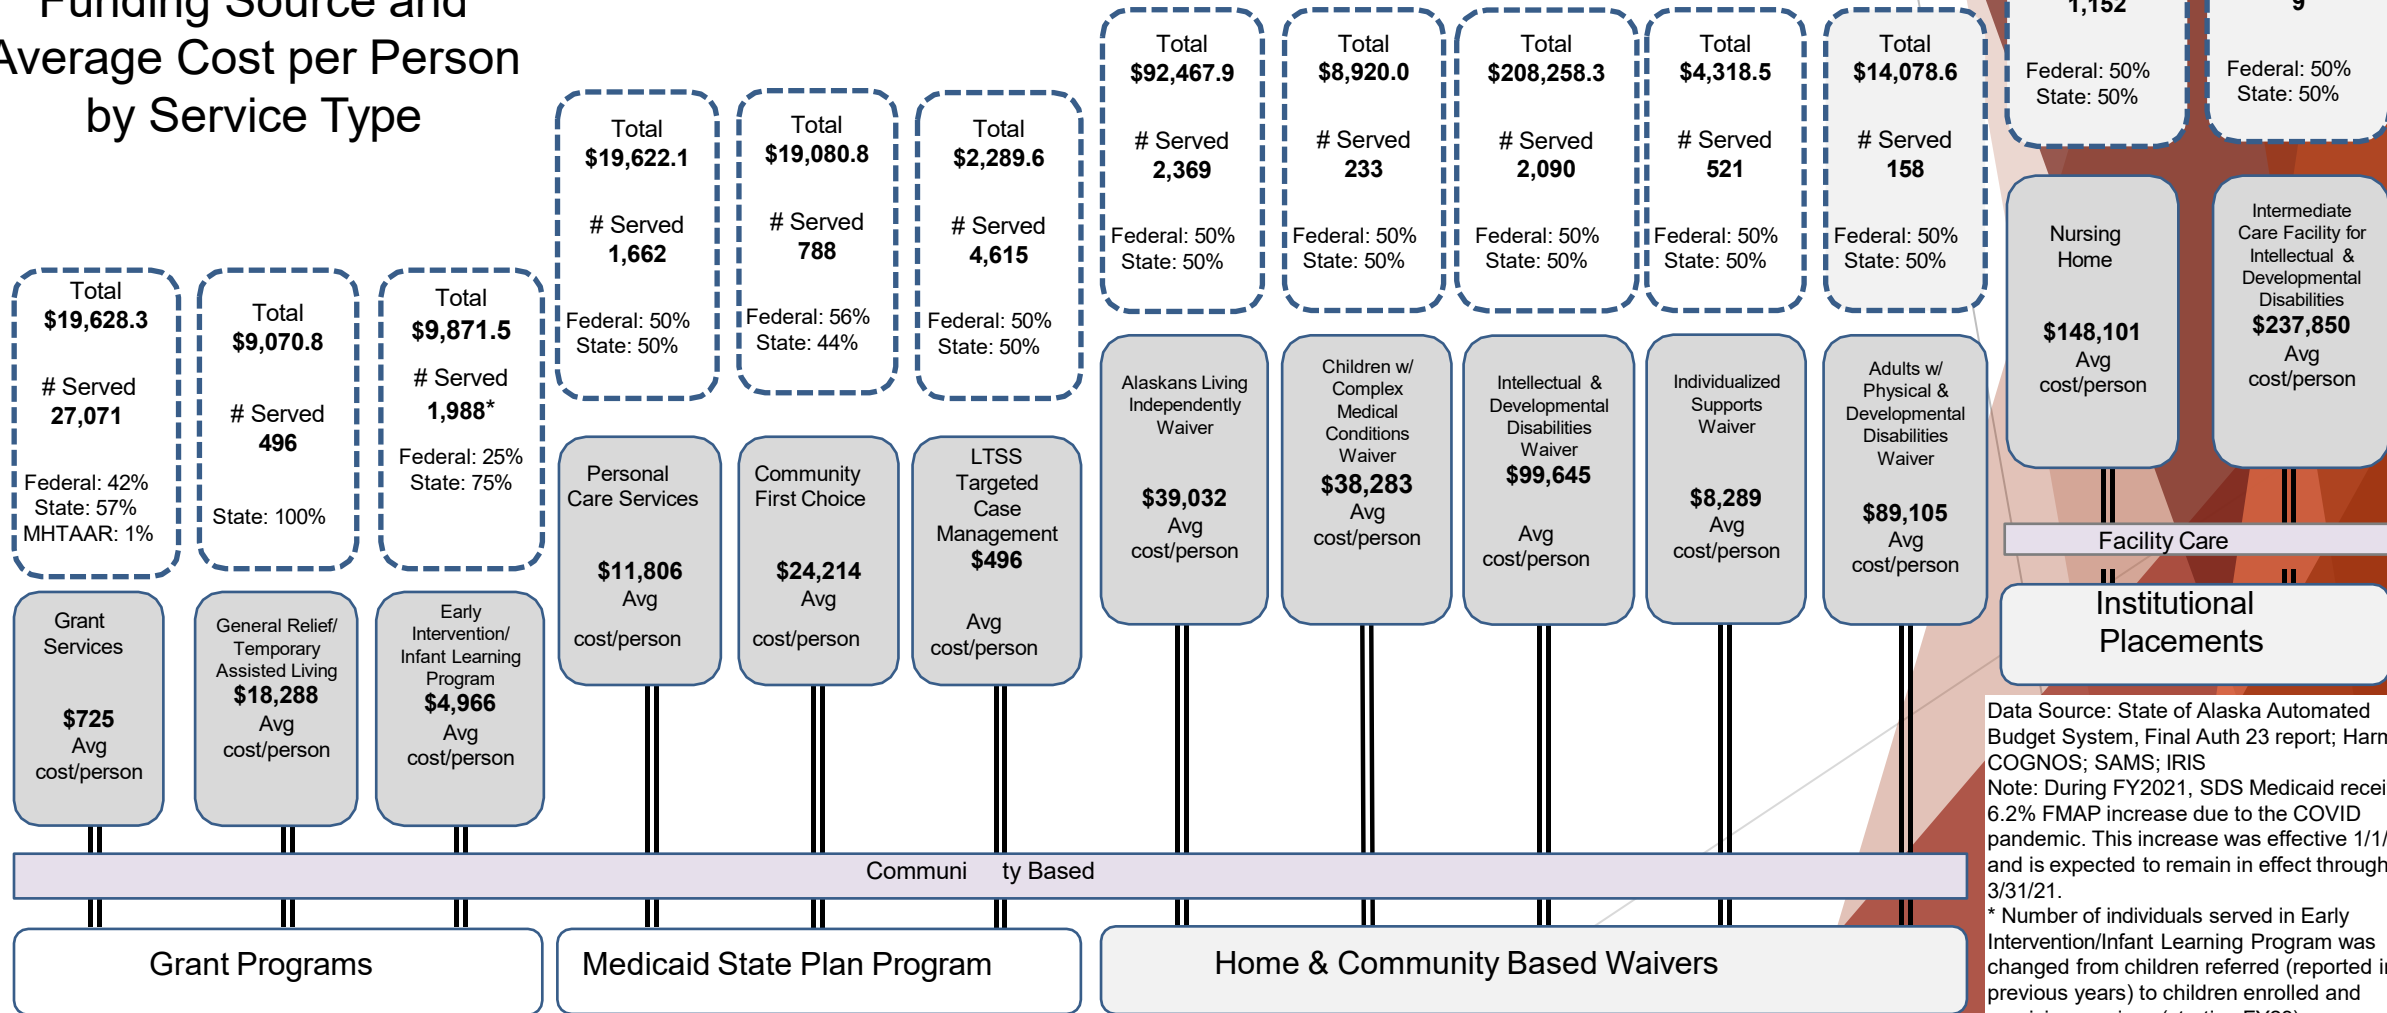 Funding Source and
Average Cost per Person
by Service Type
Total
$19,628.3
# Served
27,071
Federal: 42%
State: 57%
MHTAAR: 1%
Grant
Services
$725
Avg
cost/person
Total
$9,070.8
# Served
496
State: 100%
General Relief/
Temporary
Assisted Living
$18,288
Avg
cost/person
Total
$9,871.5
# Served
1,988*
Federal: 25%
State: 75%
Early
Intervention/
Infant Learning
Program
$4,966
Avg
cost/person
Total
$19,622.1
# Served
1,662
Federal: 50%
State: 50%
Personal
Care Services
$11,806
Avg
cost/person
Total
$19,080.8
# Served
788
Federal: 56%
State: 44%
Community
First Choice
$24,214
Avg
cost/person
Total
$2,289.6
# Served
4,615
Federal: 50%
State: 50%
LTSS
Targeted
Case
Management
$496
Avg
cost/person
Total
$92,467.9
# Served
2,369
Federal: 50%
State: 50%
Alaskans Living
Independently
Waiver
$39,032
Avg
cost/person
Total
$8,920.0
# Served
233
Federal: 50%
State: 50%
Children w/
Complex
Medical
Conditions
Waiver
$38,283
Avg
cost/person
Total
$208,258.3
# Served
2,090
Federal: 50%
State: 50%
Intellectual &
Developmental
Disabilities
Waiver
$99,645
Avg
cost/person
Total
$4,318.5
# Served
521
Federal: 50%
State: 50%
Individualized
Supports
Waiver
$8,289
Avg
cost/person
Total
$14,078.6
# Served
158
Federal: 50%
State: 50%
Adults w/
Physical &
Developmental
Disabilities
Waiver
$89,105
Avg
cost/person
1,152
Federal: 50%
State: 50%
Nursing
Home
$148,101
Avg
cost/person
9
Federal: 50%
State: 50%
Intermediate
Care Facility for
Intellectual &
Developmental
Disabilities
$237,850
Avg
cost/person
Facility Care
Institutional
Placements
Communi ty Based
Grant Programs
Medicaid State Plan Program
Home & Community Based Waivers
Data Source: State of Alaska Automated
Budget System, Final Auth 23 report;
COGNOS; SAMS; IRIS
Note: During FY2021, SDS Medicaid
6.2% FMAP increase due to the COVID
pandemic. This increase was effective 1/1/
and is expected to remain in effect through
3/31/21.
* Number of individuals served in Early
Intervention/Infant Learning Program was
changed from children referred (reported
previous years) to children enrolled and